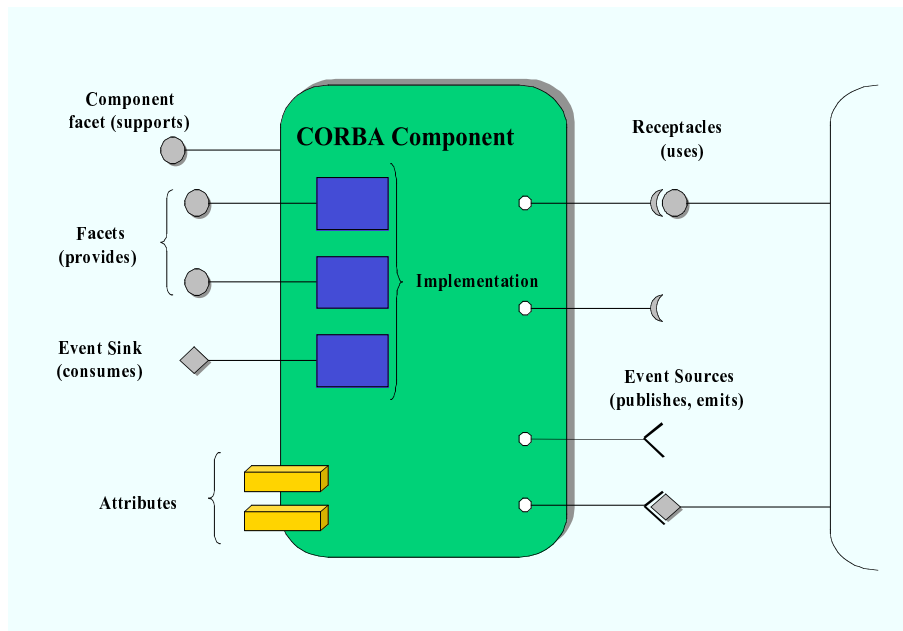 Component
facet (supports)
CORBA Component
Receptacles
(uses)
Facets
(provides)
Implementation
Event Sink
(consumes)
Event Sources
(publishes, emits)
Attributes